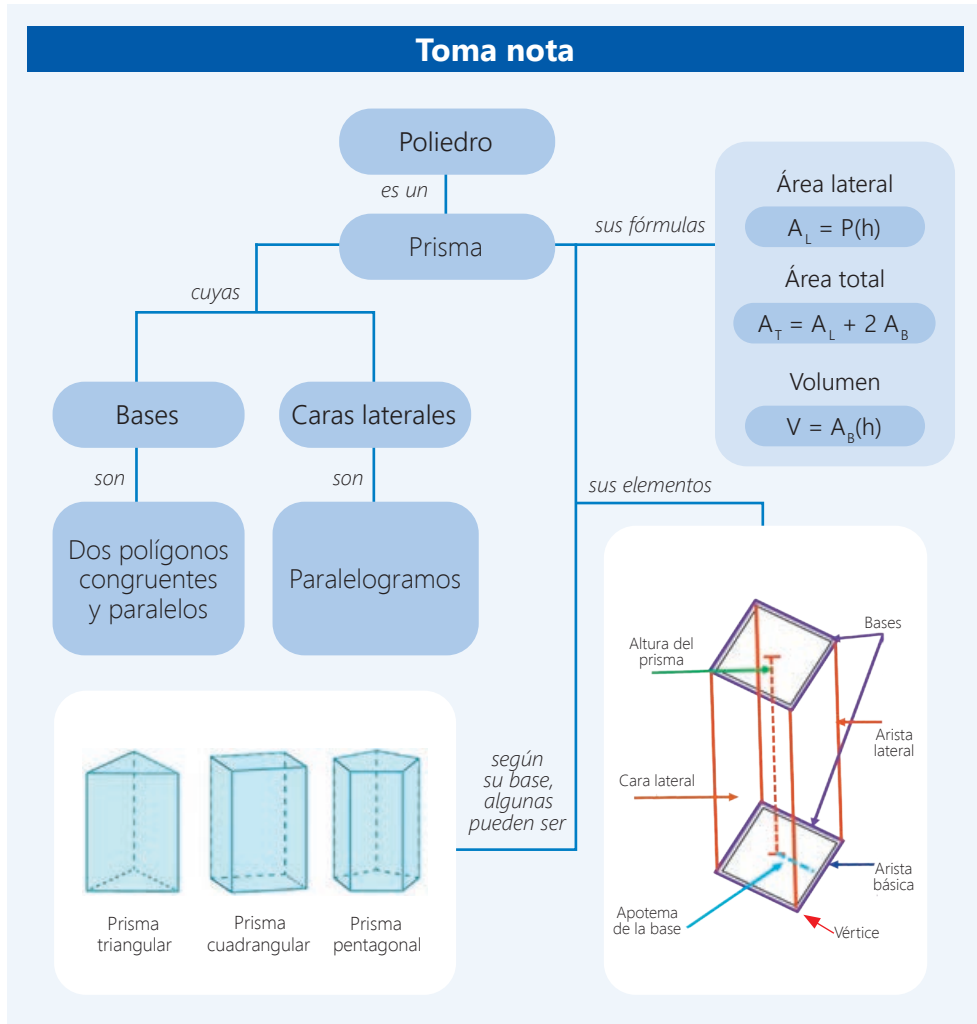 Toma nota
Poliedro
es un
Prisma
sus fórmulas
Área lateral
A_L = P(h)
Área total
A_T = A_L + 2 A_B
Volumen
V = A_B(h)
cuyas
Bases
Caras laterales
son
son
Dos polígonos
congruentes
y paralelos
Paralelogramos
sus elementos
Bases
Altura del
prisma
Arista
lateral
Cara lateral
Arista
básica
Apotema
de la base
Vértice
según
su base,
algunas
pueden ser
Prisma
triangular
Prisma
cuadrangular
Prisma
pentagonal